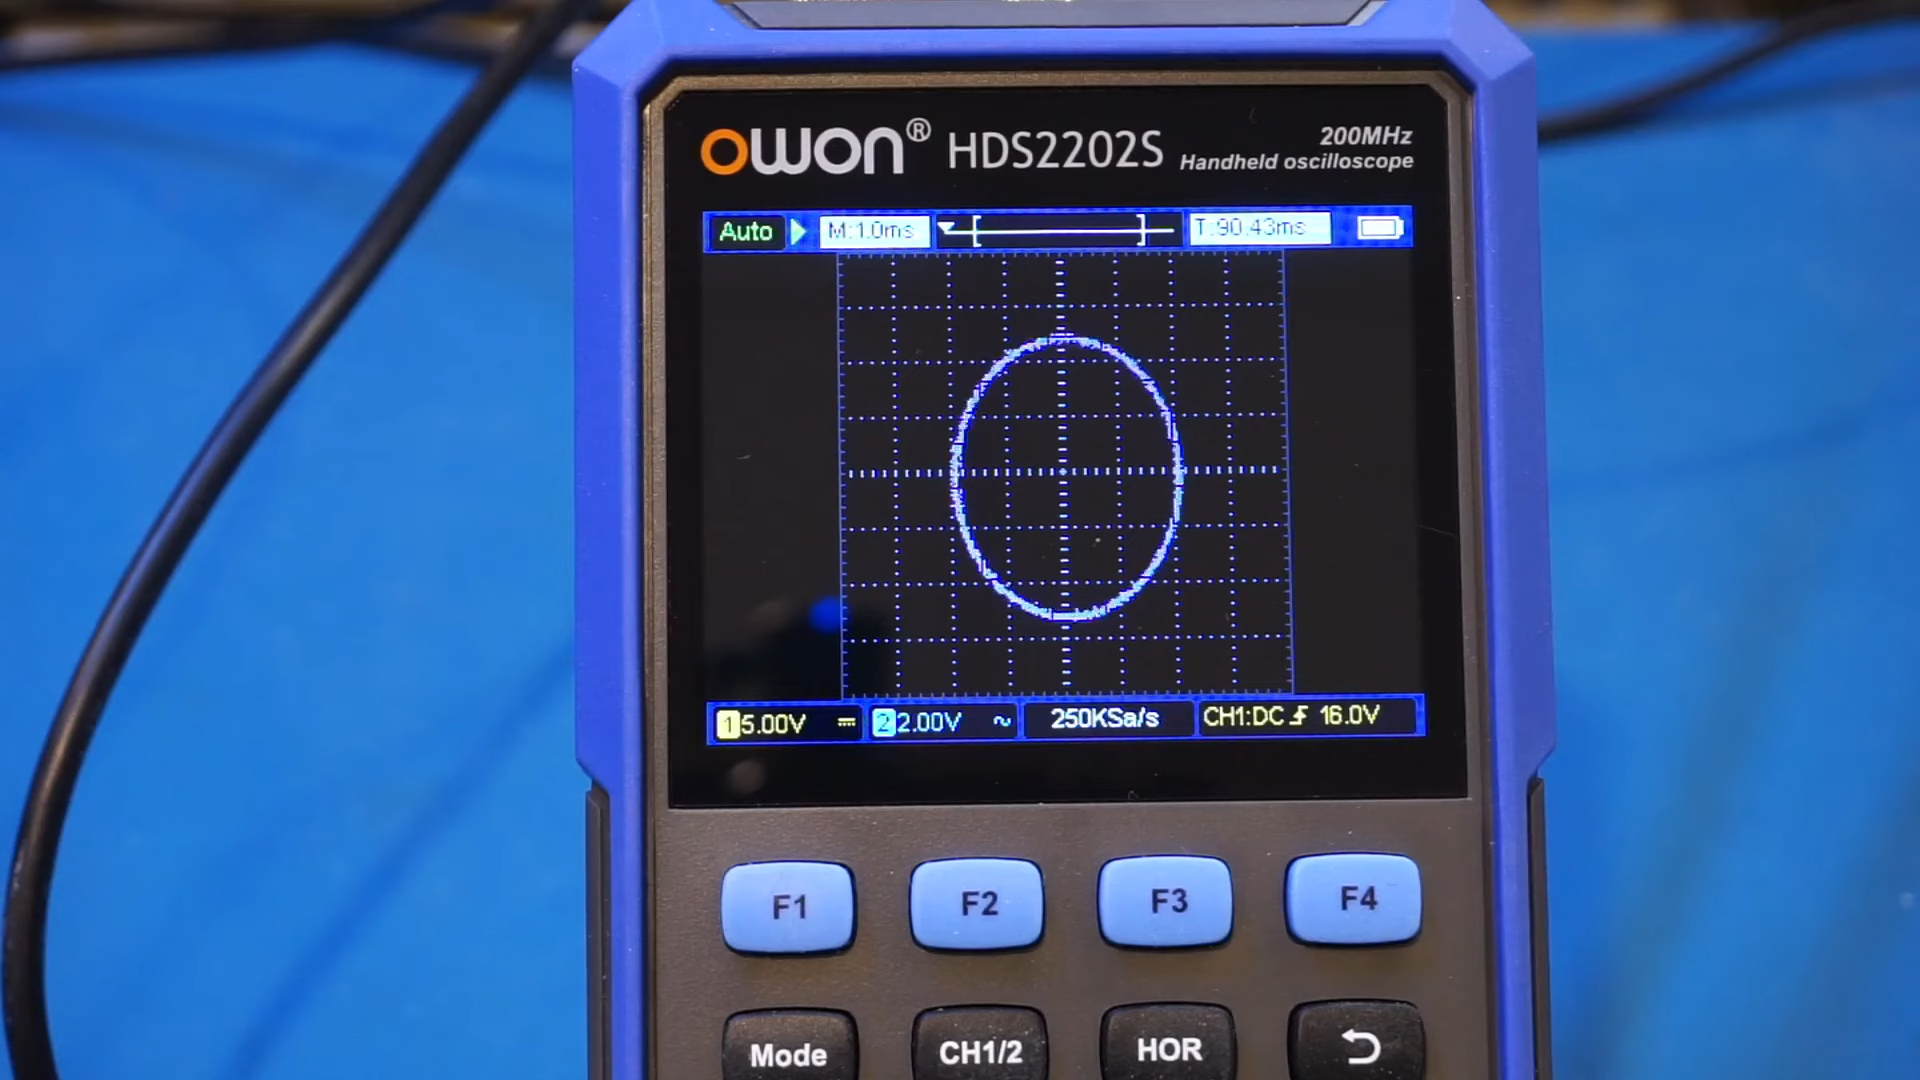 owon® HDS2202S
200MHz
Handheld oscilloscope
Auto M:1.0ms T:90.43ms
1 5.00V 2 2.00V 250KSa/s CH1:DC 16.0V
F1 F2 F3 F4
Mode CH1/2 HOR